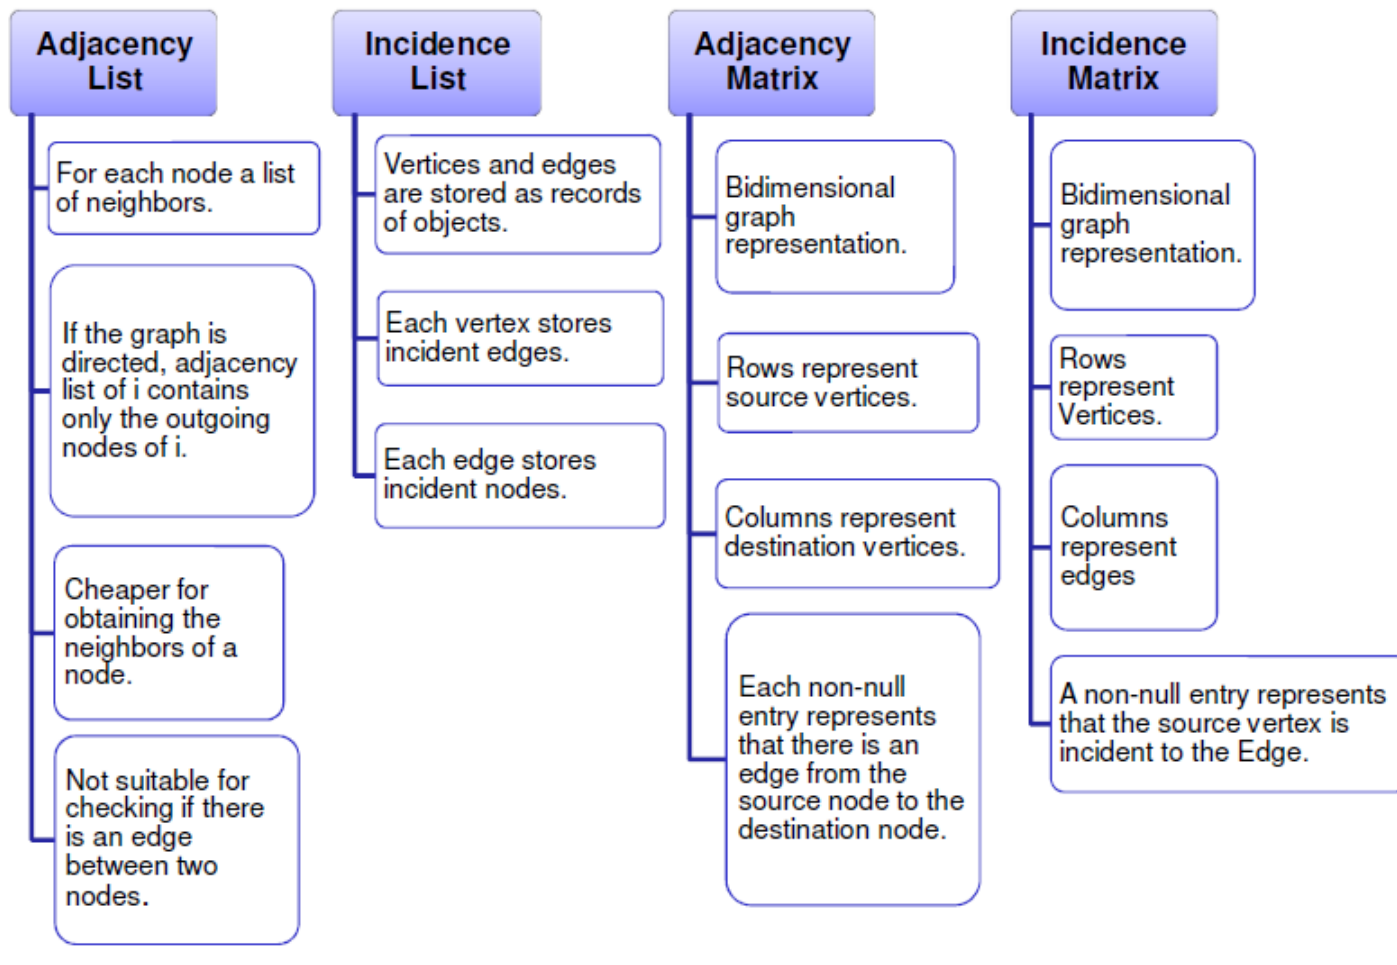 Adjacency
List
For each node a list
of neighbors.
If the graph is
directed, adjacency
list of i contains
only the outgoing
nodes of i.
Cheaper for
obtaining the
neighbors of a
node.
Not suitable for
checking if there
is an edge
between two
nodes.
Incidence
List
Vertices and edges
are stored as records
of objects.
Each vertex stores
incident edges.
Each edge stores
incident nodes.
Adjacency
Matrix
Bidimensional
graph
representation.
Rows represent
source vertices.
Columns represent
destination vertices.
Each non-null
entry represents
that there is an
edge from the
source node to the
destination node.
Incidence
Matrix
Bidimensional
graph
representation.
Rows
represent
Vertices.
Columns
represent
edges
A non-null entry represents
that the source vertex is
incident to the Edge.